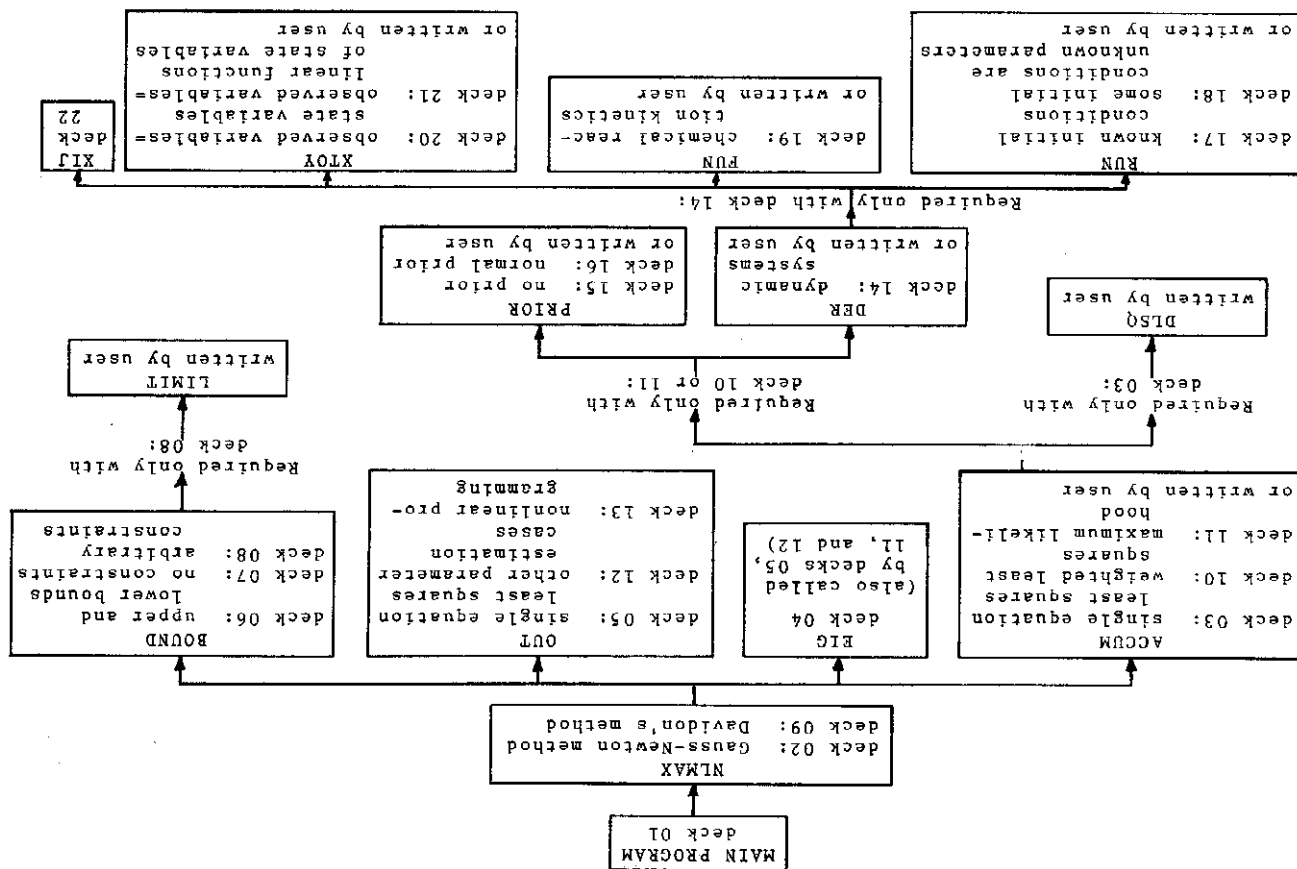 MAIN PROGRAM
deck 01
NLMAX
deck 02: Gauss-Newton method
deck 09: Davidon's method
ACCUM
deck 03: single equation
least squares
deck 10: weighted least
squares
deck 11: maximum likeli-
hood
or written by user
EIG
deck 04
(also called
by decks 05,
11, and 12)
OUT
deck 05: single equation
least squares
deck 12: other parameter
estimation
cases
deck 13: nonlinear pro-
gramming
BOUND
deck 06: upper and
lower bounds
deck 07: no constraints
deck 08: arbitrary
constraints
Required only with
deck 03:
Required only with
deck 10 or 11:
Required only with
deck 08:
DLSQ
written by user
DER
deck 14: dynamic
systems
or written by user
PRIOR
deck 15: no prior
deck 16: normal prior
or written by user
LIMIT
written by user
Required only with deck 14:
RUN
deck 17: known initial
conditions
deck 18: some initial
conditions are
unknown parameters
or written by user
FUN
deck 19: chemical reac-
tion kinetics
or written by user
XTOY
deck 20: observed variables=
state variables
deck 21: observed variables=
linear functions
of state variables
or written by user
XIJ
deck
22